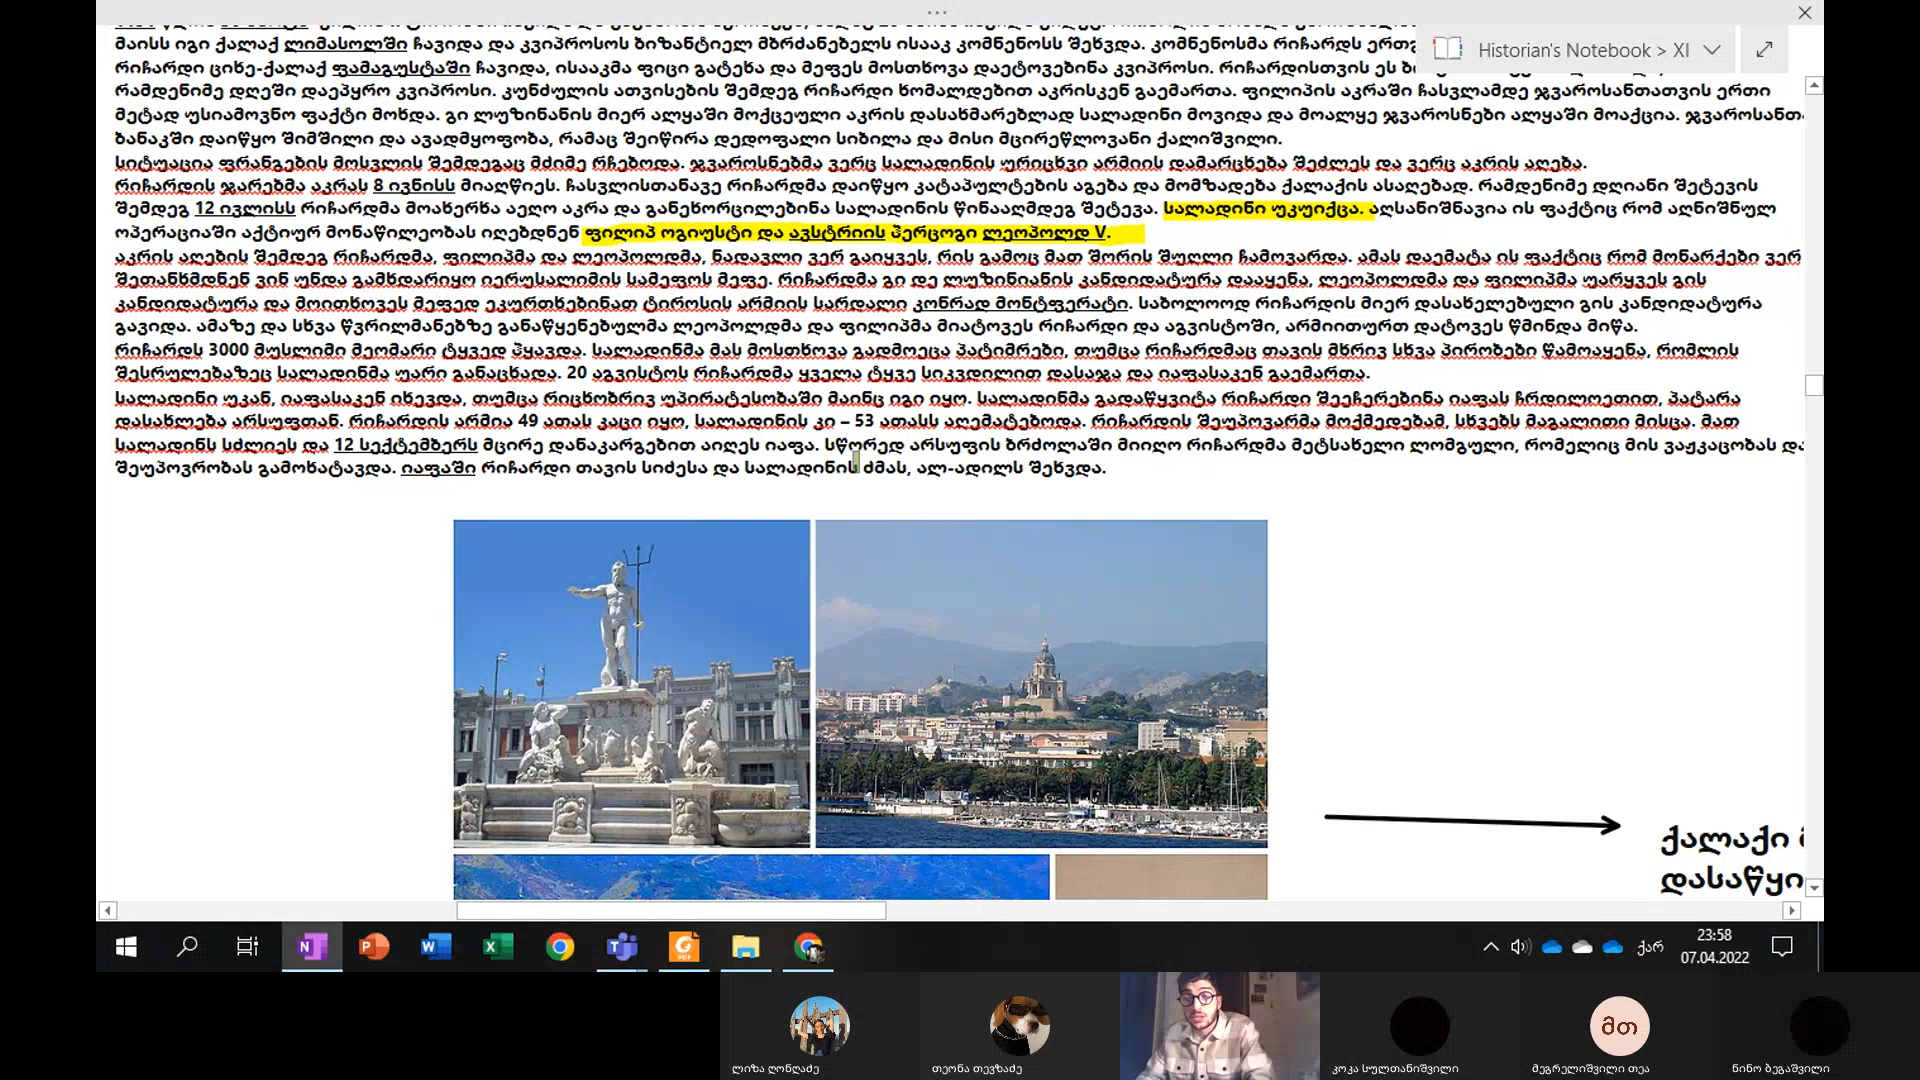 მაისს იგი ქალაქ ლიმასოლში ჩავიდა და კვიპროსოს ბიზანტიელ მბრძანებელს ისააკ კომნენოსს შეხვდა. კომნენოსმა რიჩარდს
Historian's Notebook > XI
რიჩარდი ციხე-ქალაქ ფამაგუსტაში ჩავიდა, ისააკმა ფიცი გატეხა და მეფეს მოსთხოვა დაეტოვებინა კვიპროსი. რიჩარდისთვის ეს
რამდენიმე დღეში დაეპყრო კვიპროსი. კუნძულის ათვისების შემდეგ რიჩარდი ხომალდებით აკრისკენ გაემართა. ფილიპის აკრაში ჩასვლამდე ჯვაროსანთათვის ერთი
მეტად უსიამოვნო ფაქტი მოხდა. გი ლუზინანის მიერ ალყაში მოქცეული აკრის დასახმარებლად სალადინი მოვიდა და მოალყე ჯვაროსნები ალყაში მოაქცია.
ბანაკში დაიწყო შიმშილი და ავადმყოფობა, რამაც შეიწირა დედოფალი სიბილა და მისი მცირეწლოვანი ქალიშვილი.
სიტუაცია ფრანგების მოსვლის შემდეგაც მძიმე რჩებოდა. ჯვაროსნებმა ვერც სალადინის ურიცხვი არმიის დამარცხება შეძლეს და ვერც აკრის აღება.
რიჩარდის ჯარებმა აკრას 8 ივნისს მიაღწიეს. ჩასვლისთანავე რიჩარდმა დაიწყო კატაპულტების აგება და მომზადება ქალაქის ასაღებად. რამდენიმე დღიანი შეტევის
შემდეგ 12 ივლისს რიჩარდმა მოახერხა აეღო აკრა და განეხორციელებინა სალადინის წინააღმდეგ შეტევა. სალადინი უკუიქცა. აღსანიშნავია ის ფაქტიც რომ აღნიშნულ
ოპერაციაში აქტიურ მონაწილეობას იღებდნენ ფილიპ ოგიუსტი და ავსტრიის ჰერცოგი ლეოპოლდ V.
აკრის აღების შემდეგ რიჩარდმა, ფილიპმა და ლეოპოლდმა, ნადავლი ვერ გაიყვეს, რის გამოც მათ შორის შუღლი ჩამოვარდა. ამას დაემატა ის ფაქტიც რომ მონარქები ვერ
შეთანხმდნენ ვინ უნდა გამხდარიყო იერუსალიმის სამეფოს მეფე. რიჩარდმა გი დე ლუზინიანის კანდიდატურა დააყენა, ლეოპოლდმა და ფილიპმა უარყვეს გის
კანდიდატურა და მოითხოვეს მეფედ ეკურთხებინათ ტიროსის არმიის სარდალი კონრად მონტფერატი. საბოლოოდ რიჩარდის მიერ დასახელებული გის კანდიდატურა
გავიდა. ამაზე და სხვა წვრილმანებზე განაწყენებულმა ლეოპოლდმა და ფილიპმა მიატოვეს რიჩარდი და აგვისტოში, არმიითურთ დატოვეს წმინდა მიწა.
რიჩარდს 3000 მუსლიმი მეომარი ტყვედ ჰყავდა. სალადინმა მას მოსთხოვა გადმოეცა პატიმრები, თუმცა რიჩარდმაც თავის მხრივ სხვა პირობები წამოაყენა, რომლის
შესრულებაზეც სალადინმა უარი განაცხადა. 20 აგვისტოს რიჩარდმა ყველა ტყვე სიკვდილით დასაჯა და იაფასაკენ გაემართა.
სალადინი უკან, იაფასაკენ იხევდა, თუმცა რიცხობრივ უპირატესობაში მაინც იგი იყო. სალადინმა გადაწყვიტა რიჩარდი შეეჩერებინა იაფას ჩრდილოეთით, პატარა
დასახლება არსუფთან. რიჩარდის არმია 49 ათას კაცი იყო, სალადინის კი – 53 ათასს აღემატებოდა. რიჩარდის შეუპოვარმა მოქმედებამ, სხვებს მაგალითი მისცა. მათ
სალადინს სძლიეს და 12 სექტემბერს მცირე დანაკარგებით აიღეს იაფა. სწორედ არსუფის ბრძოლაში მიიღო რიჩარდმა მეტსახელი ლომგული, რომელიც მის ვაჟკაცობას და
შეუპოვრობას გამოხატავდა. იაფაში რიჩარდი თავის სიძესა და სალადინის ძმას, ალ-ადილს შეხვდა.
ქალაქი
დასაწყი
ქარ
23:58
07.04.2022
ლიზა ღონღაძე
თეონა თევზაძე
კოკა სულთანიშვილი
მთ
მეგრელიშვილი თეა
ნინო ბეგაშვილი